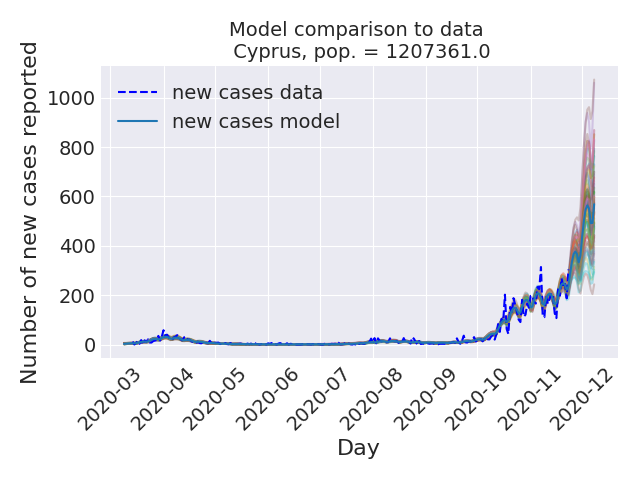 Model comparison to data
Cyprus, pop. = 1207361.0
Number of new cases reported
1000
800
600
400
200
0
new cases data
new cases model
2020-03
2020-04
2020-05
2020-06
2020-07
2020-08
2020-09
2020-10
2020-11
2020-12
Day